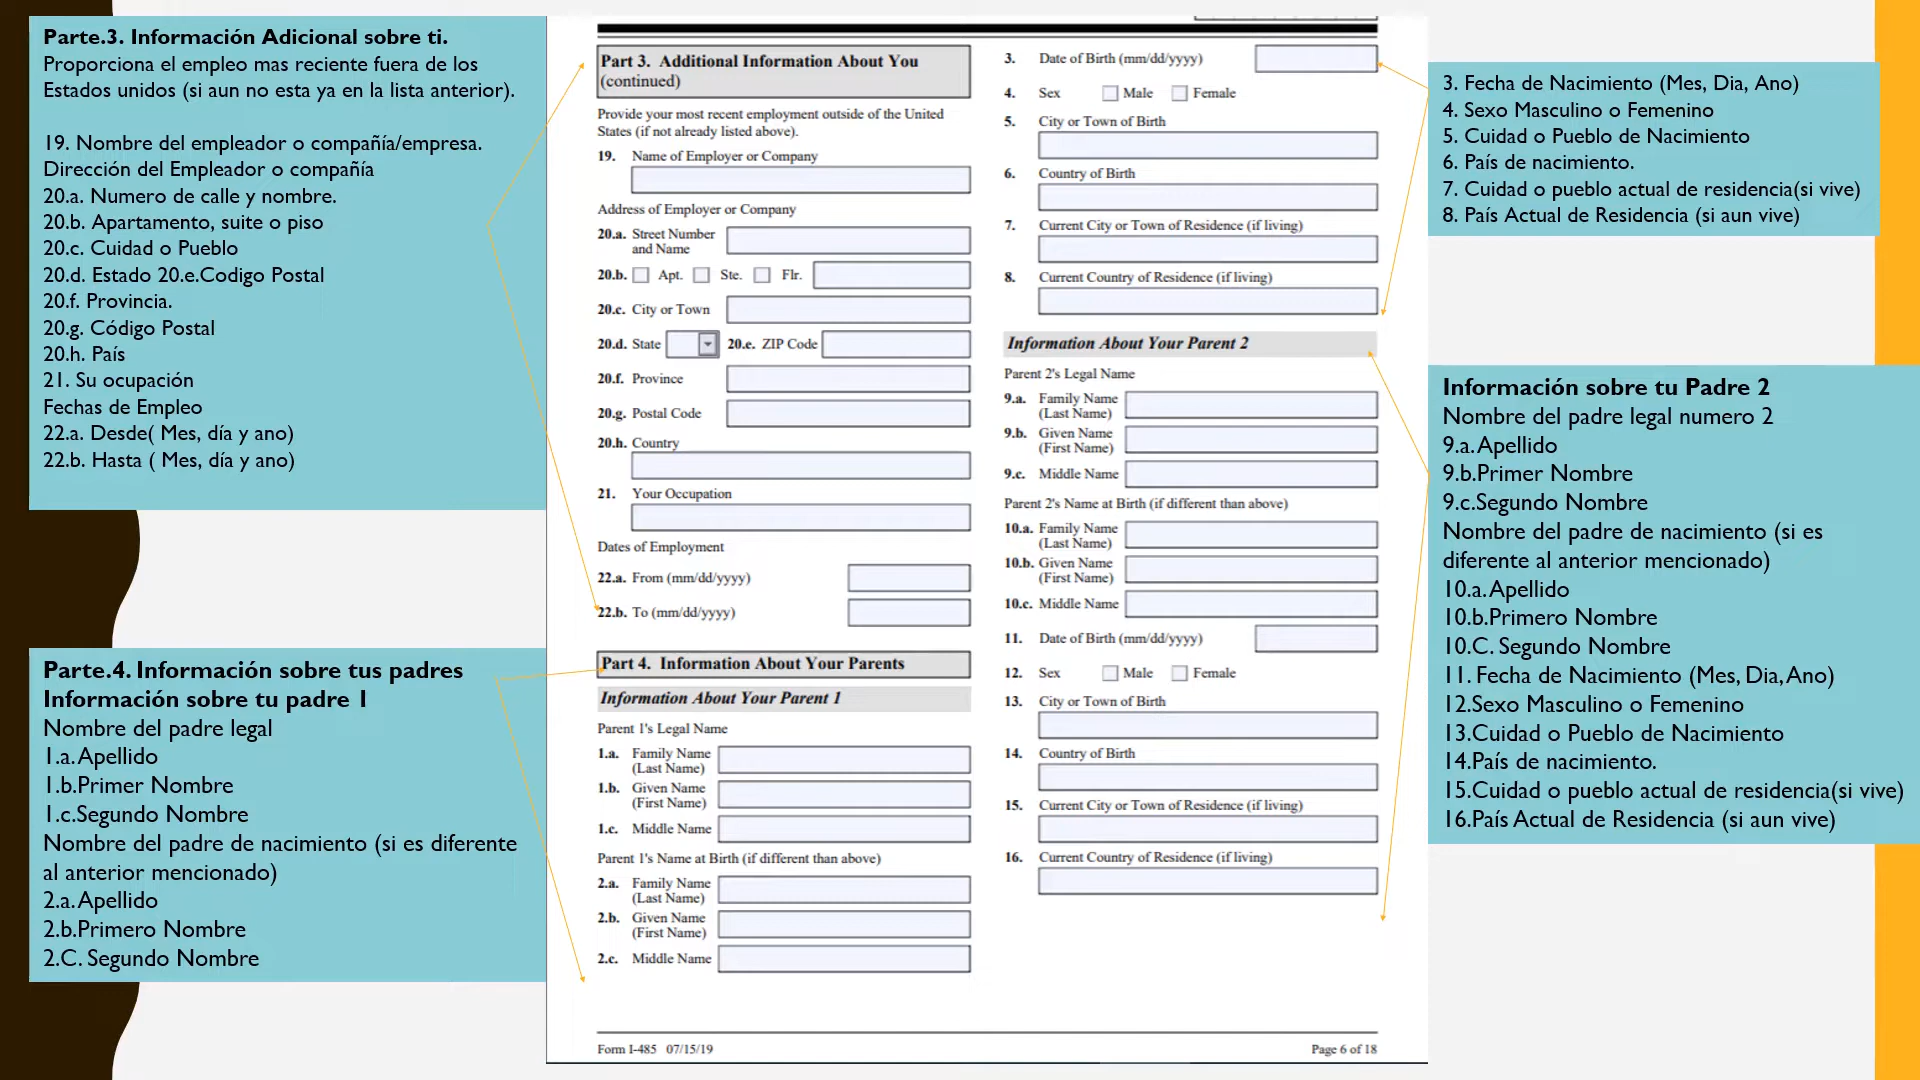 Parte.3. Información Adicional sobre ti.
Proporciona el empleo mas reciente fuera de los
Estados unidos (si aun no esta ya en la lista anterior).
19. Nombre del empleador o compañía/empresa.
Dirección del Empleador o compañía
20.a. Numero de calle y nombre.
20.b. Apartamento, suite o piso
20.c. Cuidad o Pueblo
20.d. Estado 20.e.Codigo Postal
20.f. Provincia.
20.g. Código Postal
20.h. País
21. Su ocupación
Fechas de Empleo
22.a. Desde( Mes, día y ano)
22.b. Hasta ( Mes, día y ano)
Parte.4. Información sobre tus padres
Información sobre tu padre 1
Nombre del padre legal
1.a.Apellido
1.b.Primer Nombre
1.c.Segundo Nombre
Nombre del padre de nacimiento (si es diferente
al anterior mencionado)
2.a.Apellido
2.b.Primero Nombre
2.C. Segundo Nombre
Part 3. Additional Information About You
(continued)
Provide your most recent employment outside of the United
States (if not already listed above).
19. Name of Employer or Company
Address of Employer or Company
20.a. Street Number
and Name
20.b. Apt. Ste. Flr.
20.c. City or Town
20.d. State 20.e. ZIP Code
20.f. Province
20.g. Postal Code
20.h. Country
21. Your Occupation
Dates of Employment
22.a. From (mm/dd/yyyy)
22.b. To (mm/dd/yyyy)
Part 4. Information About Your Parents
Information About Your Parent 1
Parent 1's Legal Name
1.a. Family Name
(Last Name)
1.b. Given Name
(First Name)
1.c. Middle Name
Parent 1's Name at Birth (if different than above)
2.a. Family Name
(Last Name)
2.b. Given Name
(First Name)
2.c. Middle Name
3. Date of Birth (mm/dd/yyyy)
4. Sex Male Female
5. City or Town of Birth
6. Country of Birth
7. Current City or Town of Residence (if living)
8. Current Country of Residence (if living)
Information About Your Parent 2
Parent 2's Legal Name
9.a. Family Name
(Last Name)
9.b. Given Name
(First Name)
9.c. Middle Name
Parent 2's Name at Birth (if different than above)
10.a. Family Name
(Last Name)
10.b. Given Name
(First Name)
10.c. Middle Name
11. Date of Birth (mm/dd/yyyy)
12. Sex Male Female
13. City or Town of Birth
14. Country of Birth
15. Current City or Town of Residence (if living)
16. Current Country of Residence (if living)
Form I-485 07/15/19
Page 6 of 18
3. Fecha de Nacimiento (Mes, Dia, Ano)
4. Sexo Masculino o Femenino
5. Cuidad o Pueblo de Nacimiento
6. País de nacimiento.
7. Cuidad o pueblo actual de residencia(si vive)
8. País Actual de Residencia (si aun vive)
Información sobre tu Padre 2
Nombre del padre legal numero 2
9.a.Apellido
9.b.Primer Nombre
9.c.Segundo Nombre
Nombre del padre de nacimiento (si es
diferente al anterior mencionado)
10.a.Apellido
10.b.Primero Nombre
10.C. Segundo Nombre
11. Fecha de Nacimiento (Mes, Dia,Ano)
12.Sexo Masculino o Femenino
13.Cuidad o Pueblo de Nacimiento
14.País de nacimiento.
15.Cuidad o pueblo actual de residencia(si vive)
16.País Actual de Residencia (si aun vive)